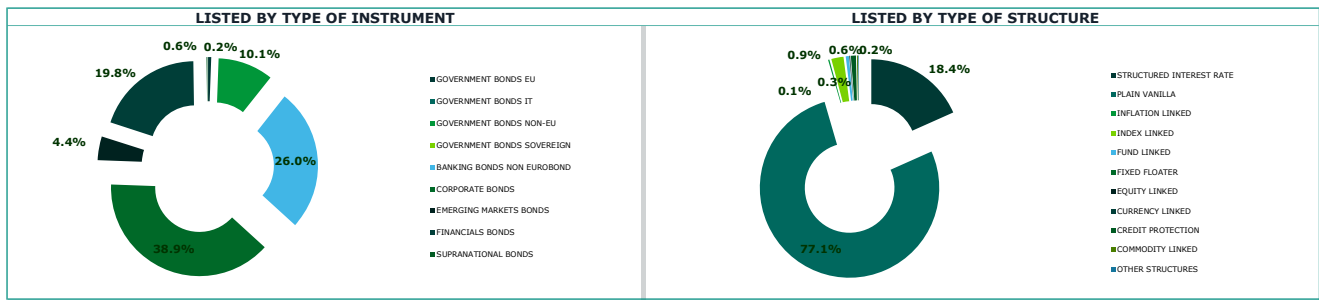 LISTED BY TYPE OF INSTRUMENT
0.6%
0.2%
10.1%
19.8%
4.4%
26.0%
38.9%
GOVERNMENT BONDS EU
GOVERNMENT BONDS IT
GOVERNMENT BONDS NON-EU
GOVERNMENT BONDS SOVEREIGN
BANKING BONDS NON EUROBOND
CORPORATE BONDS
EMERGING MARKETS BONDS
FINANCIALS BONDS
SUPRANATIONAL BONDS
LISTED BY TYPE OF STRUCTURE
0.9%
0.6%
0.2%
18.4%
0.3%
0.1%
77.1%
STRUCTURED INTEREST RATE
PLAIN VANILLA
INFLATION LINKED
INDEX LINKED
FUND LINKED
FIXED FLOATER
EQUITY LINKED
CURRENCY LINKED
CREDIT PROTECTION
COMMODITY LINKED
OTHER STRUCTURES